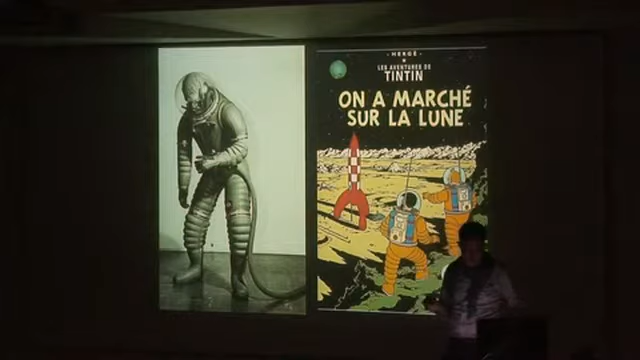 - HERGÉ -
LES AVENTURES DE
TINTIN
ON A MARCHÉ
SUR LA LUNE